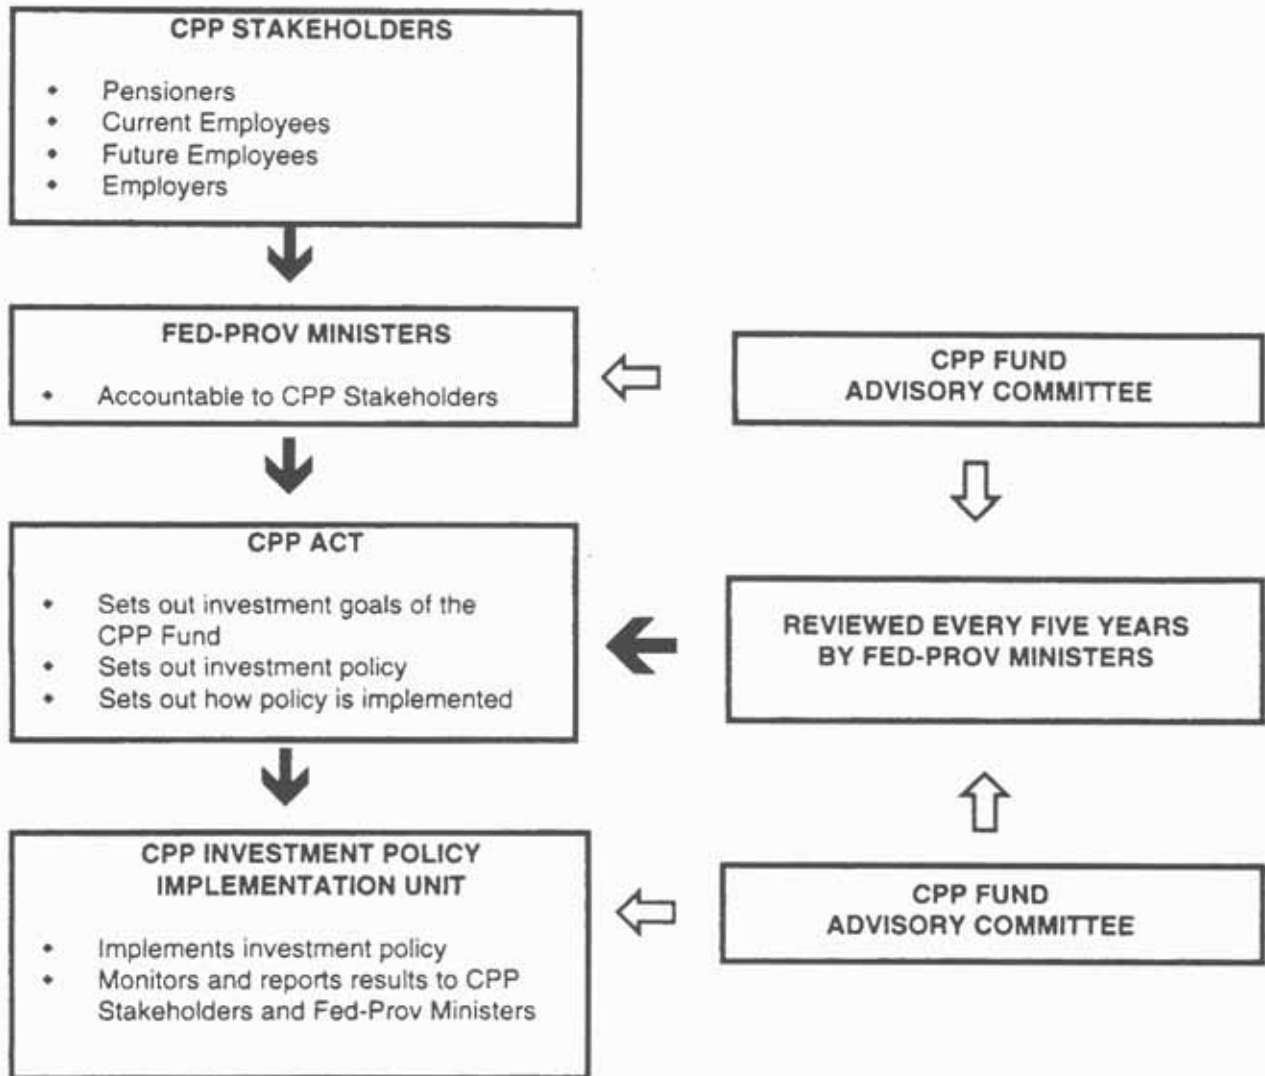 CPP STAKEHOLDERS
• Pensioners
• Current Employees
• Future Employees
• Employers
FED-PROV MINISTERS
• Accountable to CPP Stakeholders
CPP FUND
ADVISORY COMMITTEE
CPP ACT
• Sets out investment goals of the
CPP Fund
• Sets out investment policy
• Sets out how policy is implemented
REVIEWED EVERY FIVE YEARS
BY FED-PROV MINISTERS
CPP INVESTMENT POLICY
IMPLEMENTATION UNIT
• Implements investment policy
• Monitors and reports results to CPP
Stakeholders and Fed-Prov Ministers
CPP FUND
ADVISORY COMMITTEE